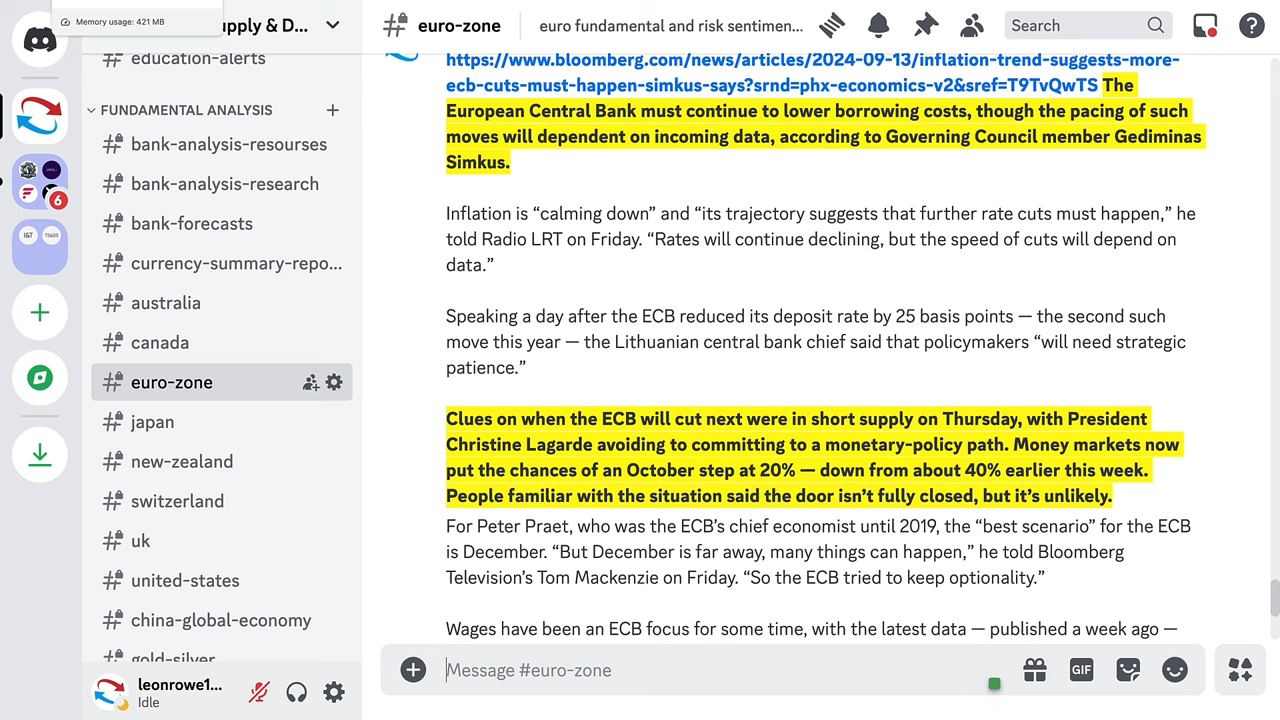 Memory usage: 421 MB
pply & D...
education-alerts
FUNDAMENTAL ANALYSIS
bank-analysis-resourses
bank-analysis-research
bank-forecasts
currency-summary-repo...
australia
canada
euro-zone
japan
new-zealand
switzerland
uk
united-states
china-global-economy
gold-silver
6
I&T
leonrowe1...
Idle
euro-zone
euro fundamental and risk sentimen...
Search
https://www.bloomberg.com/news/articles/2024-09-13/inflation-trend-suggests-more-
ecb-cuts-must-happen-simkus-says?srnd=phx-economics-v2&sref=T9TvQwTS The
European Central Bank must continue to lower borrowing costs, though the pacing of such
moves will dependent on incoming data, according to Governing Council member Gediminas
Simkus.
Inflation is “calming down” and “its trajectory suggests that further rate cuts must happen,” he
told Radio LRT on Friday. “Rates will continue declining, but the speed of cuts will depend on
data.”
Speaking a day after the ECB reduced its deposit rate by 25 basis points — the second such
move this year — the Lithuanian central bank chief said that policymakers “will need strategic
patience.”
Clues on when the ECB will cut next were in short supply on Thursday, with President
Christine Lagarde avoiding to committing to a monetary-policy path. Money markets now
put the chances of an October step at 20% — down from about 40% earlier this week.
People familiar with the situation said the door isn’t fully closed, but it’s unlikely.
For Peter Praet, who was the ECB’s chief economist until 2019, the “best scenario” for the ECB
is December. “But December is far away, many things can happen,” he told Bloomberg
Television’s Tom Mackenzie on Friday. “So the ECB tried to keep optionality.”
Wages have been an ECB focus for some time, with the latest data — published a week ago —
Message #euro-zone
GIF